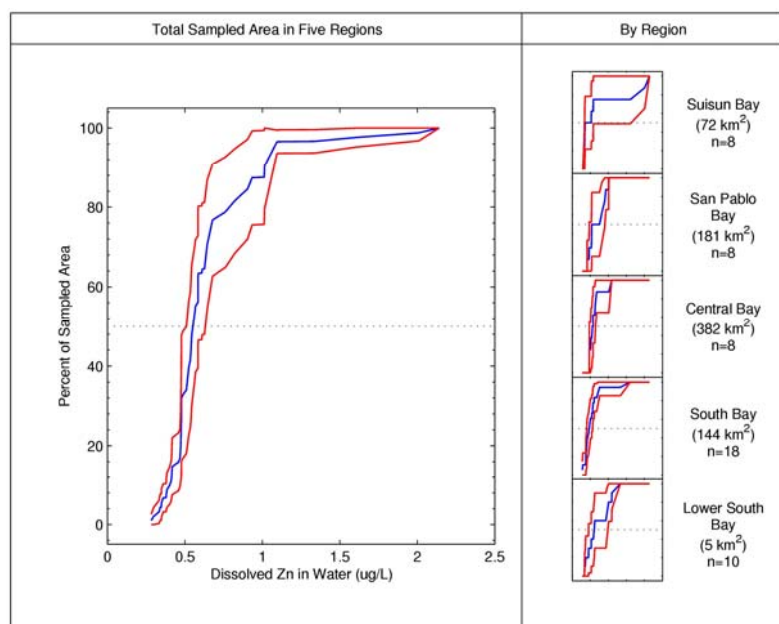 Total Sampled Area in Five Regions
By Region
Percent of Sampled Area
100
80
60
40
20
0
0
0.5
1
1.5
2
2.5
Dissolved Zn in Water (ug/L)
Suisun Bay
(72 km²)
n=8
San Pablo
Bay
(181 km²)
n=8
Central Bay
(382 km²)
n=8
South Bay
(144 km²)
n=18
Lower South
Bay
(5 km²)
n=10